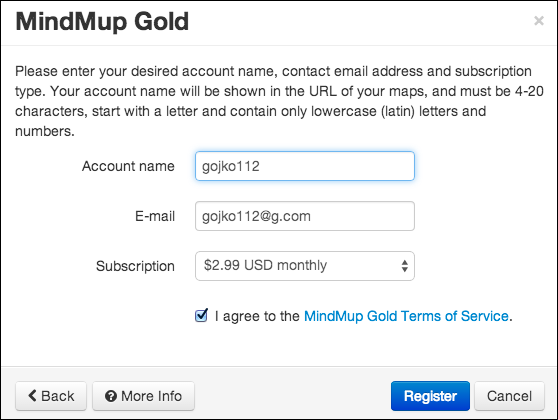 MindMup Gold
×
Please enter your desired account name, contact email address and subscription
type. Your account name will be shown in the URL of your maps, and must be 4-20
characters, start with a letter and contain only lowercase (latin) letters and
numbers.
Account name gojko112
E-mail gojko112@g.com
Subscription $2.99 USD monthly
I agree to the MindMup Gold Terms of Service.
Back More Info Register Cancel